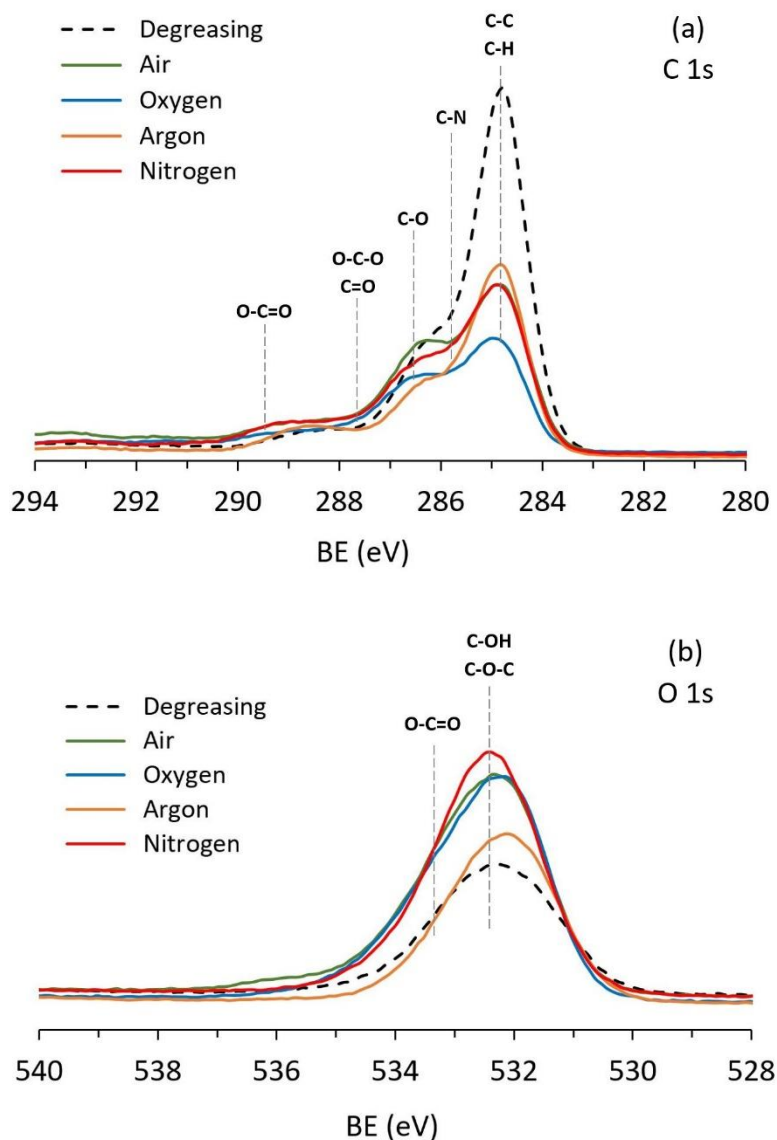 Degreasing
Air
Oxygen
Argon
Nitrogen
C-C
C-H
(a)
C 1s
C-N
C-O
O-C-O
C=O
O-C=O
294 292 290 288 286 284 282 280
BE (eV)
Degreasing
Air
Oxygen
Argon
Nitrogen
C-OH
C-O-C
(b)
O 1s
O-C=O
540 538 536 534 532 530 528
BE (eV)